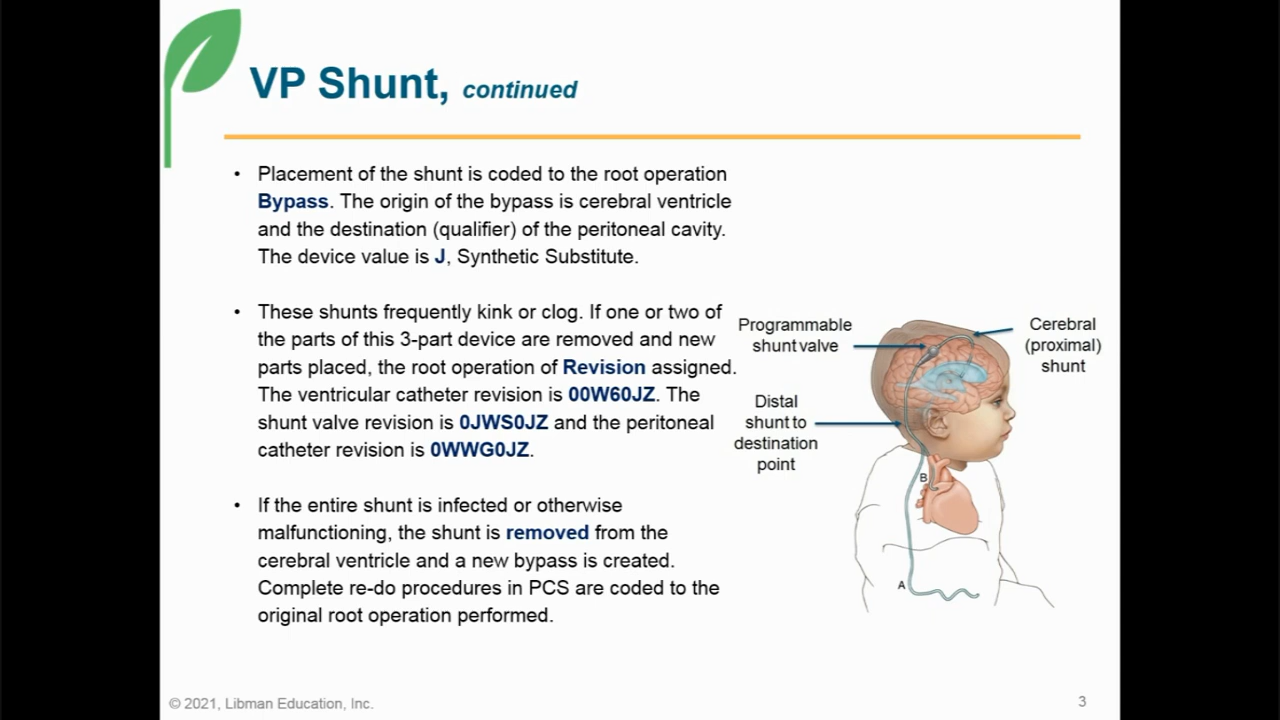 VP Shunt, continued
• Placement of the shunt is coded to the root operation
Bypass. The origin of the bypass is cerebral ventricle
and the destination (qualifier) of the peritoneal cavity.
The device value is J, Synthetic Substitute.
• These shunts frequently kink or clog. If one or two of
the parts of this 3-part device are removed and new
parts placed, the root operation of Revision assigned.
The ventricular catheter revision is 00W60JZ. The
shunt valve revision is 0JWS0JZ and the peritoneal
catheter revision is 0WWG0JZ.
• If the entire shunt is infected or otherwise
malfunctioning, the shunt is removed from the
cerebral ventricle and a new bypass is created.
Complete re-do procedures in PCS are coded to the
original root operation performed.
Programmable
shunt valve
Cerebral
(proximal)
shunt
Distal
shunt to
destination
point
B
A
© 2021, Libman Education, Inc.
3